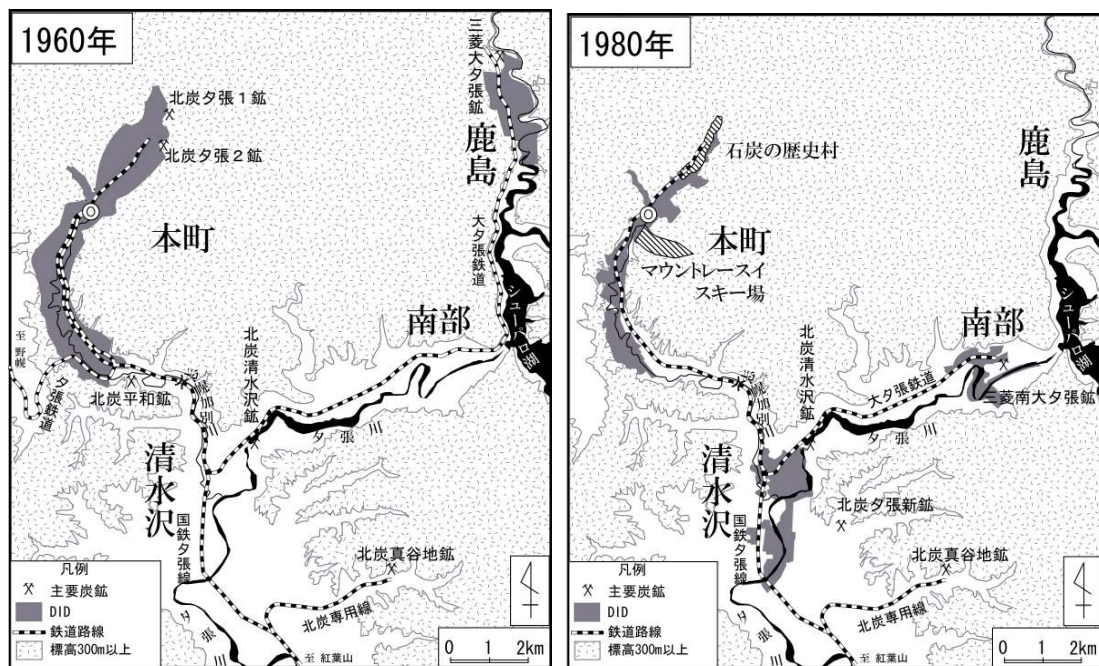 1960年
北炭夕張1鉱
北炭夕張2鉱
三菱大夕張鉱
鹿島
本町
大夕張鉄道
シューパロ湖
南部
至 野幌
夕張鉄道
北炭平和鉱
志幌加別川
北炭清水沢鉱
夕張川
清水沢
国鉄夕張線
北炭真谷地鉱
北炭専用線
夕張川
至 紅葉山
凡例
主要炭鉱
DID
鉄道路線
標高300m以上
0 1 2km
1980年
石炭の歴史村
鹿島
本町
マウントレースイ
スキー場
シューパロ湖
南部
北炭清水沢鉱
志幌加別川
大夕張鉄道
三菱南大夕張鉱
夕張川
清水沢
北炭夕張新鉱
国鉄夕張線
北炭真谷地鉱
北炭専用線
夕張川
至 紅葉山
凡例
主要炭鉱
DID
鉄道路線
標高300m以上
0 1 2km